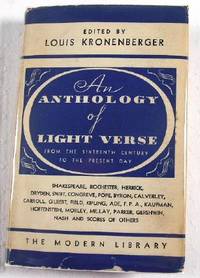 EDITED BY
LOUIS KRONENBERGER
An
ANTHOLOGY
of
LIGHT VERSE
FROM THE SIXTEENTH CENTURY
TO THE PRESENT DAY
SHAKESPEARE, ROCHESTER, HERRICK,
DRYDEN, SWIFT, CONGREVE, POPE, BYRON, CALVERLEY,
CARROLL, GILBERT, FIELD, KIPLING, ADE, F.P.A., KAUFMAN,
HOFFENSTEIN, MORLEY, MILLAY, PARKER, GERSHWIN,
NASH AND SCORES OF OTHERS
THE MODERN LIBRARY